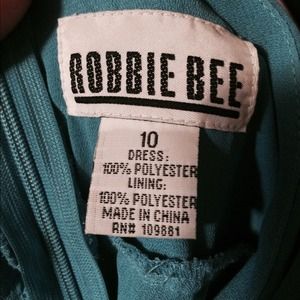 ROBBIE BEE
10
DRESS:
100% POLYESTER
LINING:
100% POLYESTER
MADE IN CHINA
RN# 109881